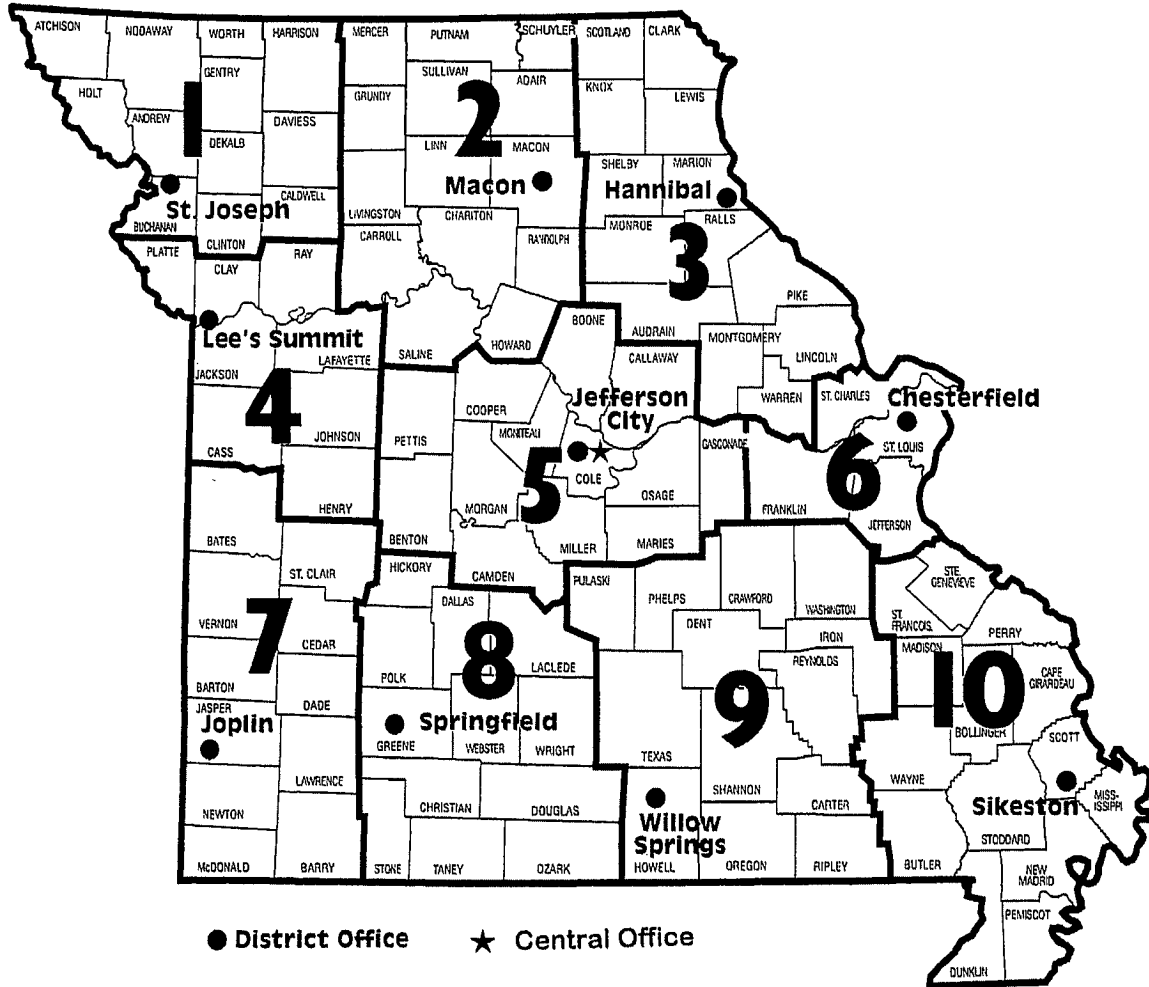 ATCHISON
NODAWAY
WORTH
HARRISON
MERCER
PUTNAM
SCHUYLER
SCOTLAND
CLARK
GENTRY
SULLIVAN
ADAIR
HOLT
GRUNDY
KNOX
LEWIS
1
2
ANDREW
DAVIESS
DEKALB
LINN
MACON
SHELBY
MARION
Macon
Hannibal
CALDWELL
St. Joseph
LIVINGSTON
CHARITON
RALLS
BUCHANAN
MONROE
CARROLL
RANDOLPH
3
CLINTON
PLATTE
RAY
CLAY
PIKE
BOONE
AUDRAIN
Lee's Summit
HOWARD
MONTGOMERY
SALINE
CALLAWAY
LINCOLN
LAFAYETTE
JACKSON
4
Jefferson
City
WARREN
ST. CHARLES
Chesterfield
COOPER
JOHNSON
PETTIS
MONITEAU
GASCONADE
ST. LOUIS
CASS
5
6
COLE
OSAGE
HENRY
MORGAN
FRANKLIN
JEFFERSON
BATES
BENTON
MILLER
MARIES
HICKORY
CAMDEN
PULASKI
ST. CLAIR
STE.
GENEVIEVE
DALLAS
PHELPS
CRAWFORD
WASHINGTON
VERNON
7
DENT
ST.
FRANCOIS
PERRY
CEDAR
8
IRON
MADISON
LACLEDE
REYNOLDS
CAPE
GIRARDEAU
POLK
BARTON
9
10
JASPER
DADE
Joplin
Springfield
BOLLINGER
SCOTT
GREENE
WEBSTER
WRIGHT
TEXAS
LAWRENCE
WAYNE
SHANNON
MISS-
ISSIPPI
NEWTON
CHRISTIAN
DOUGLAS
CARTER
Sikeston
Willow
Springs
STODDARD
McDONALD
BARRY
STONE
TANEY
OZARK
HOWELL
OREGON
RIPLEY
BUTLER
NEW
MADRID
PEMISCOT
District Office
Central Office
DUNKLIN